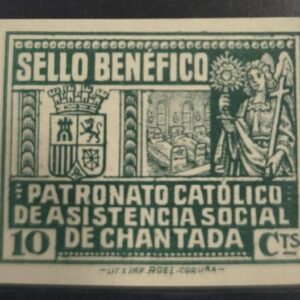 SELLO BENÉFICO
PATRONATO CATÓLICO
DE ASISTENCIA SOCIAL
10 DE CHANTADA CTS
LIT. E IMP. ROEL-CORUÑA